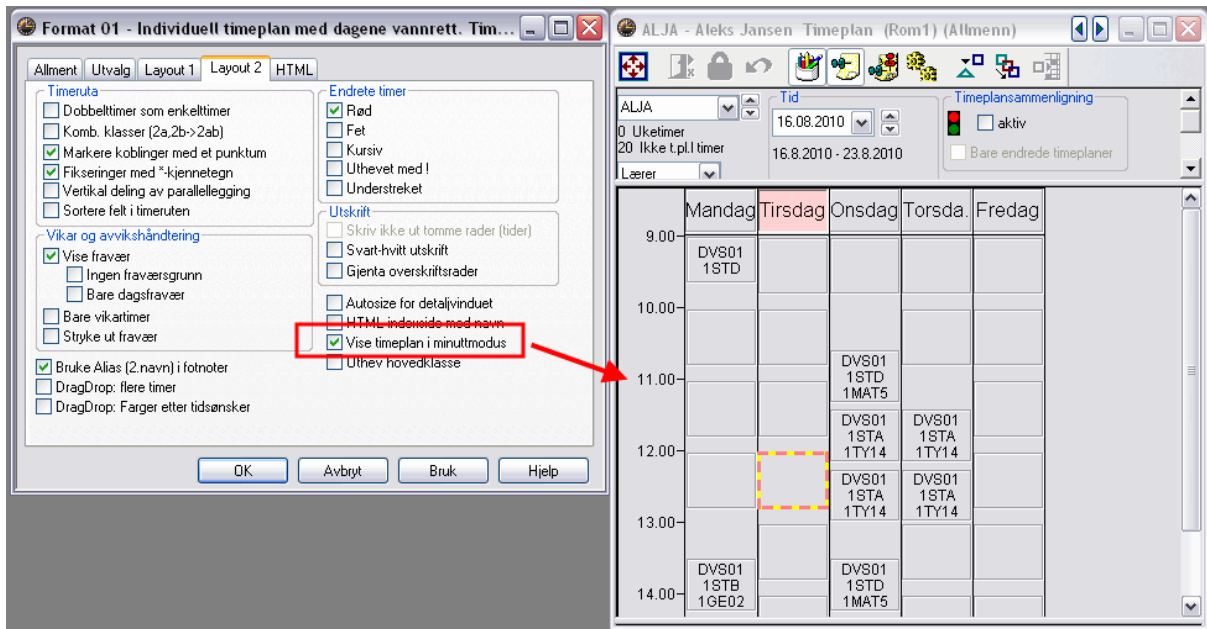 Format 01 - Individuell timeplan med dagene vannrett. Tim...
Allment Utvalg Layout 1 Layout 2 HTML
Timeruta
Dobbelttimer som enkelttimer
Komb. klasser (2a,2b->2ab)
Markere koblinger med et punktum
Fikseringer med *-kjennetegn
Vertikal deling av parallellegging
Sortere felt i timeruten
Vikar og avvikshåndtering
Vise fravær
Ingen fraværsgrunn
Bare dagsfravær
Bare vikartimer
Stryke ut fravær
Bruke Alias (2.navn) i fotnoter
DragDrop: flere timer
DragDrop: Farger etter tidsønsker
Endrete timer
Rød
Fet
Kursiv
Uthevet med !
Understreket
Utskrift
Skriv ikke ut tomme rader (tider)
Svart-hvitt utskrift
Gjenta overskriftsrader
Autosize for detaljvinduet
HTML-indexside med navn
Vise timeplan i minuttmodus
Uthev hovedklasse
OK Avbryt Bruk Hjelp
ALJA - Aleks Jansen Timeplan (Rom1) (Allmenn)
ALJA
0 Uketimer
20 Ikke t.pl.l timer
Lærer
Tid
16.08.2010
16.8.2010 - 23.8.2010
Timeplansammenligning
aktiv
Bare endrede timeplaner
Mandag Tirsdag Onsdag Torsda. Fredag
9.00
DVS01
1STD
10.00
DVS01
1STD
1MAT5
11.00
DVS01 DVS01
1STA 1STA
1TY14 1TY14
12.00
DVS01 DVS01
1STA 1STA
1TY14 1TY14
13.00
DVS01 DVS01
1STB 1STD
1GE02 1MAT5
14.00